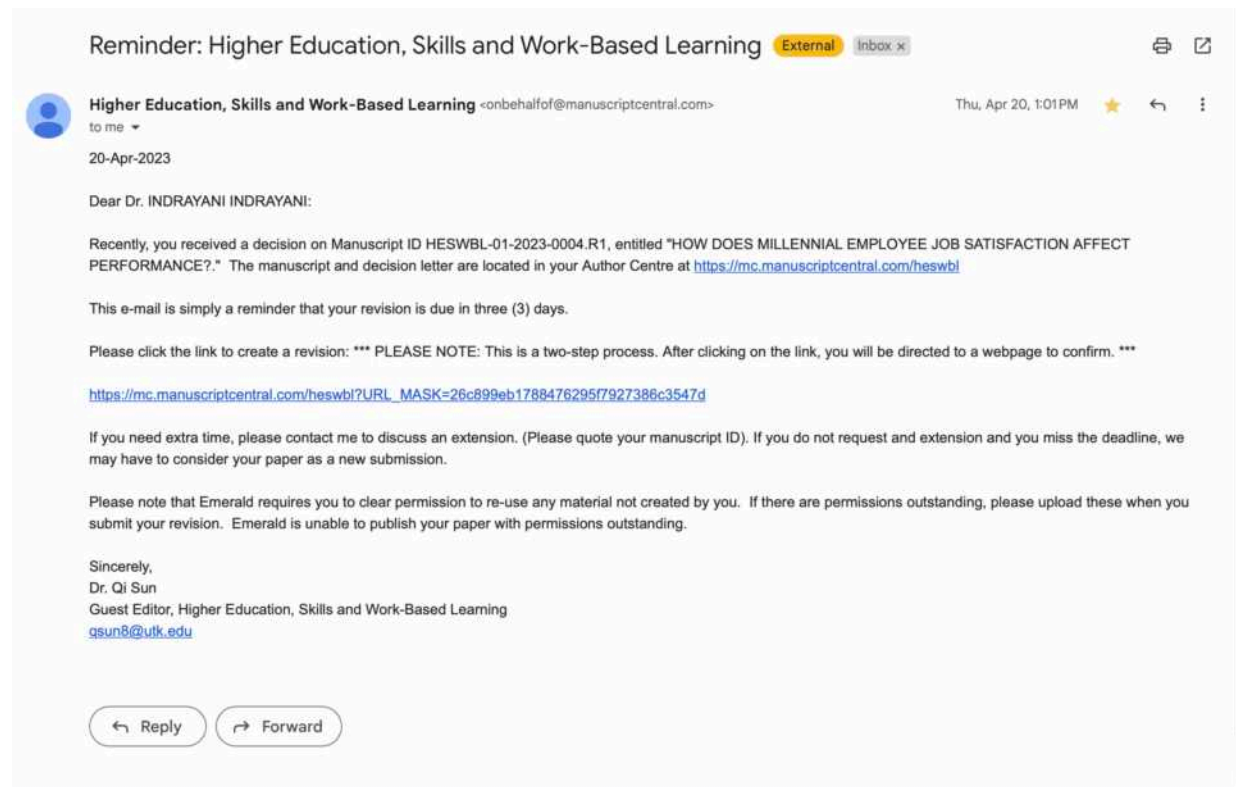 Reminder: Higher Education, Skills and Work-Based Learning External Inbox ×
Higher Education, Skills and Work-Based Learning <onbehalfof@manuscriptcentral.com> Thu, Apr 20, 1:01 PM
to me
20-Apr-2023
Dear Dr. INDRAYANI INDRAYANI:
Recently, you received a decision on Manuscript ID HESWBL-01-2023-0004.R1, entitled "HOW DOES MILLENNIAL EMPLOYEE JOB SATISFACTION AFFECT
PERFORMANCE?." The manuscript and decision letter are located in your Author Centre at https://mc.manuscriptcentral.com/heswbl
This e-mail is simply a reminder that your revision is due in three (3) days.
Please click the link to create a revision: *** PLEASE NOTE: This is a two-step process. After clicking on the link, you will be directed to a webpage to confirm. ***
https://mc.manuscriptcentral.com/heswbl?URL_MASK=26c899eb1788476295f7927386c3547d
If you need extra time, please contact me to discuss an extension. (Please quote your manuscript ID). If you do not request and extension and you miss the deadline, we
may have to consider your paper as a new submission.
Please note that Emerald requires you to clear permission to re-use any material not created by you. If there are permissions outstanding, please upload these when you
submit your revision. Emerald is unable to publish your paper with permissions outstanding.
Sincerely,
Dr. Qi Sun
Guest Editor, Higher Education, Skills and Work-Based Learning
qsun8@utk.edu
Reply Forward